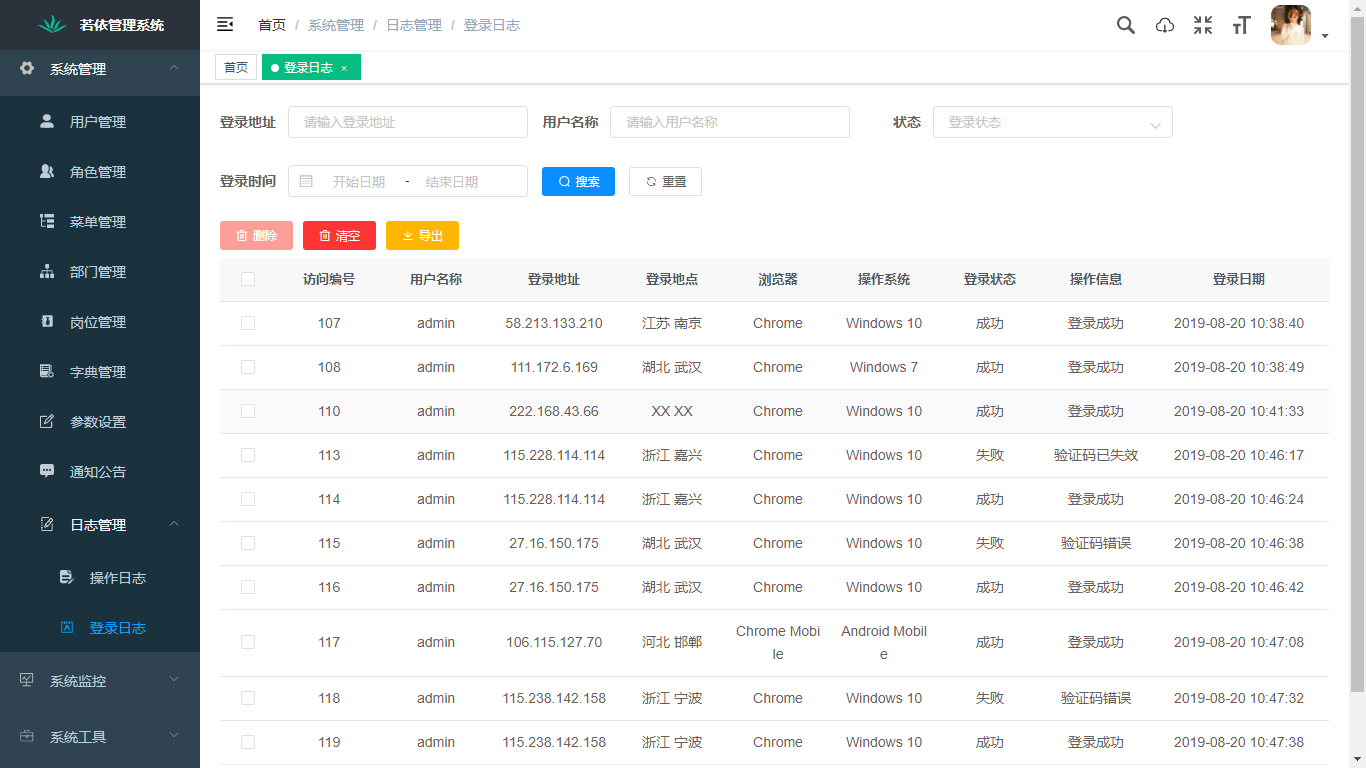 若依管理系统
系统管理
用户管理
角色管理
菜单管理
部门管理
岗位管理
字典管理
参数设置
通知公告
日志管理
操作日志
登录日志
系统监控
系统工具
首页 / 系统管理 / 日志管理 / 登录日志
首页 登录日志 ×
登录地址 请输入登录地址 用户名称 请输入用户名称 状态 登录状态
登录时间 开始日期 - 结束日期 搜索 重置
删除 清空 导出
访问编号 用户名称 登录地址 登录地点 浏览器 操作系统 登录状态 操作信息 登录日期
107 admin 58.213.133.210 江苏 南京 Chrome Windows 10 成功 登录成功 2019-08-20 10:38:40
108 admin 111.172.6.169 湖北 武汉 Chrome Windows 7 成功 登录成功 2019-08-20 10:38:49
110 admin 222.168.43.66 XX XX Chrome Windows 10 成功 登录成功 2019-08-20 10:41:33
113 admin 115.228.114.114 浙江 嘉兴 Chrome Windows 10 失败 验证码已失效 2019-08-20 10:46:17
114 admin 115.228.114.114 浙江 嘉兴 Chrome Windows 10 成功 登录成功 2019-08-20 10:46:24
115 admin 27.16.150.175 湖北 武汉 Chrome Windows 10 失败 验证码错误 2019-08-20 10:46:38
116 admin 27.16.150.175 湖北 武汉 Chrome Windows 10 成功 登录成功 2019-08-20 10:46:42
117 admin 106.115.127.70 河北 邯郸 Chrome Mobile Android Mobile 成功 登录成功 2019-08-20 10:47:08
118 admin 115.238.142.158 浙江 宁波 Chrome Windows 10 失败 验证码错误 2019-08-20 10:47:32
119 admin 115.238.142.158 浙江 宁波 Chrome Windows 10 成功 登录成功 2019-08-20 10:47:38